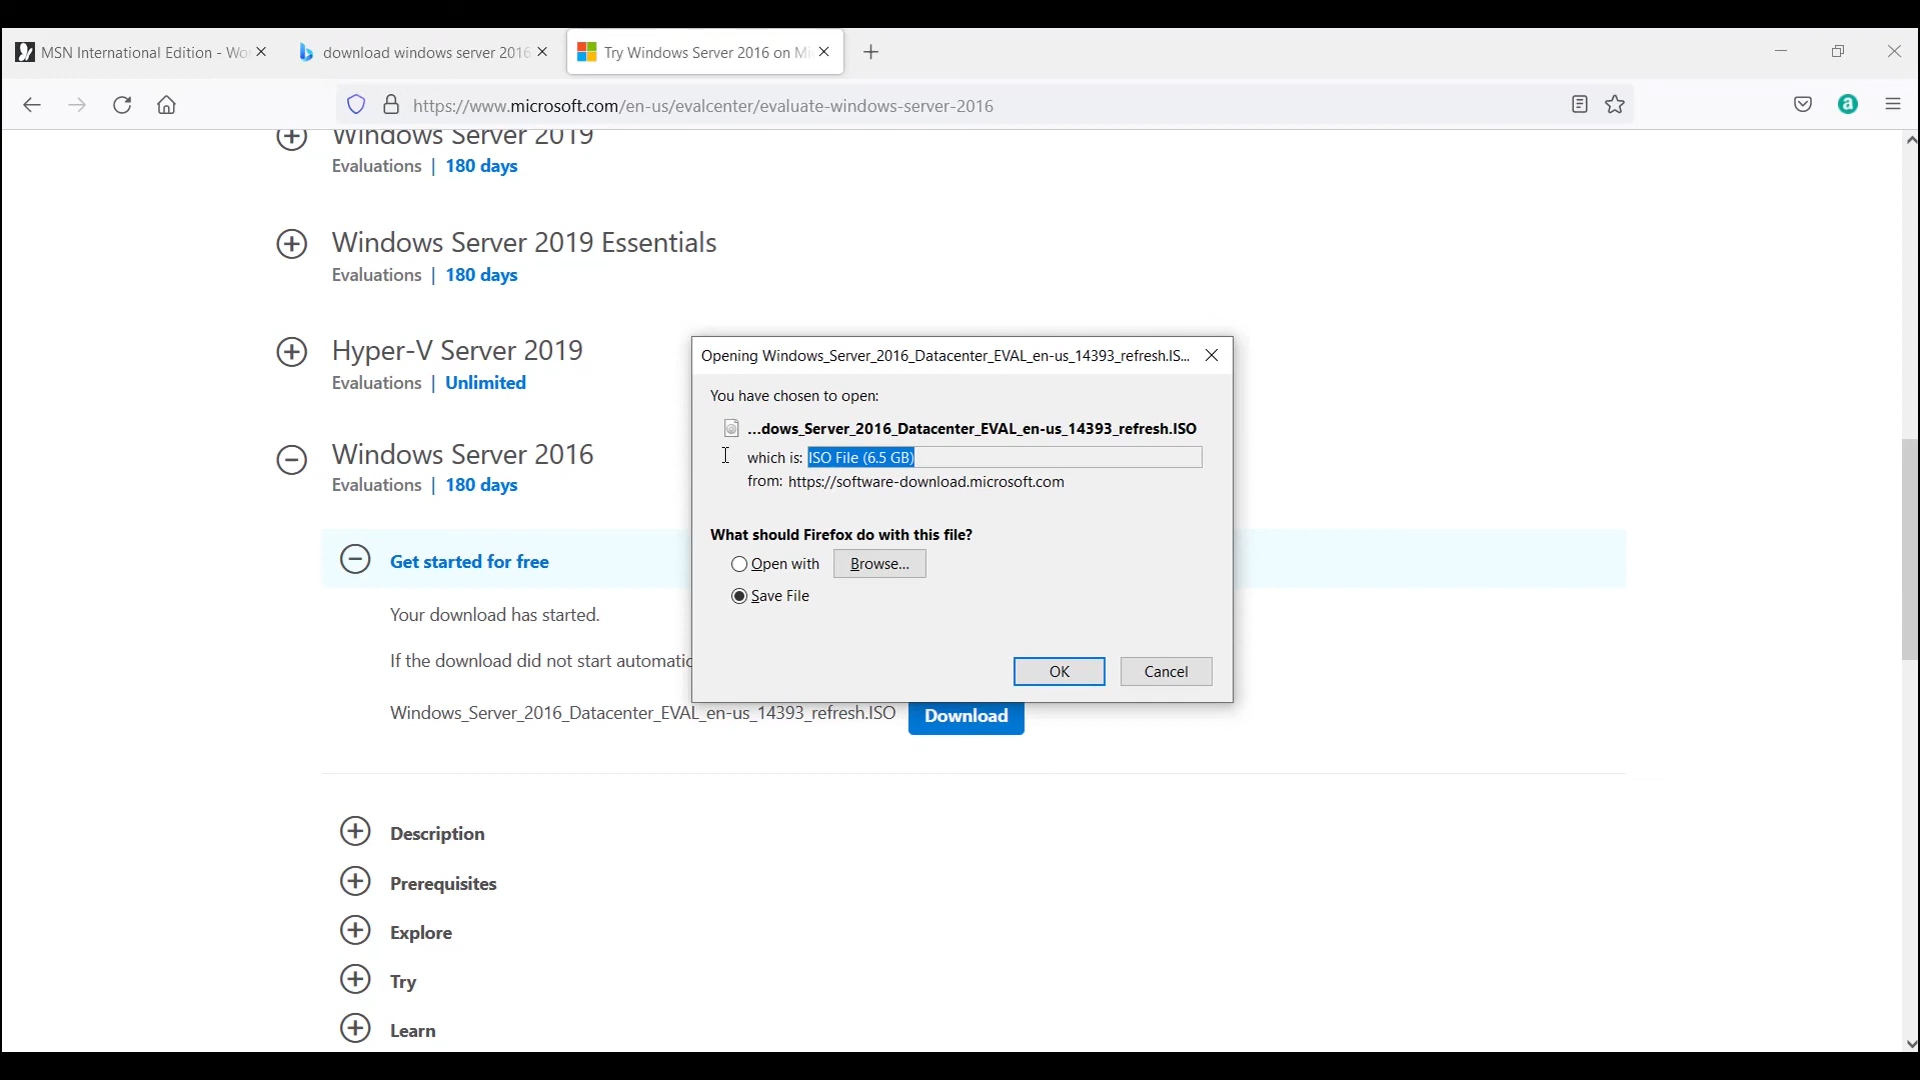 MSN International Edition - Wo
download windows server 2016
Try Windows Server 2016 on Mi
https://www.microsoft.com/en-us/evalcenter/evaluate-windows-server-2016
a
Windows Server 2019
Evaluations | 180 days
Windows Server 2019 Essentials
Evaluations | 180 days
Hyper-V Server 2019
Evaluations | Unlimited
Windows Server 2016
Evaluations | 180 days
Get started for free
Your download has started.
If the download did not start automatic
Windows_Server_2016_Datacenter_EVAL_en-us_14393_refresh.ISO
Download
Opening Windows_Server_2016_Datacenter_EVAL_en-us_14393_refresh.IS...
You have chosen to open:
...dows_Server_2016_Datacenter_EVAL_en-us_14393_refresh.ISO
which is: ISO File (6.5 GB)
from: https://software-download.microsoft.com
What should Firefox do with this file?
Open with
Browse...
Save File
OK
Cancel
Description
Prerequisites
Explore
Try
Learn